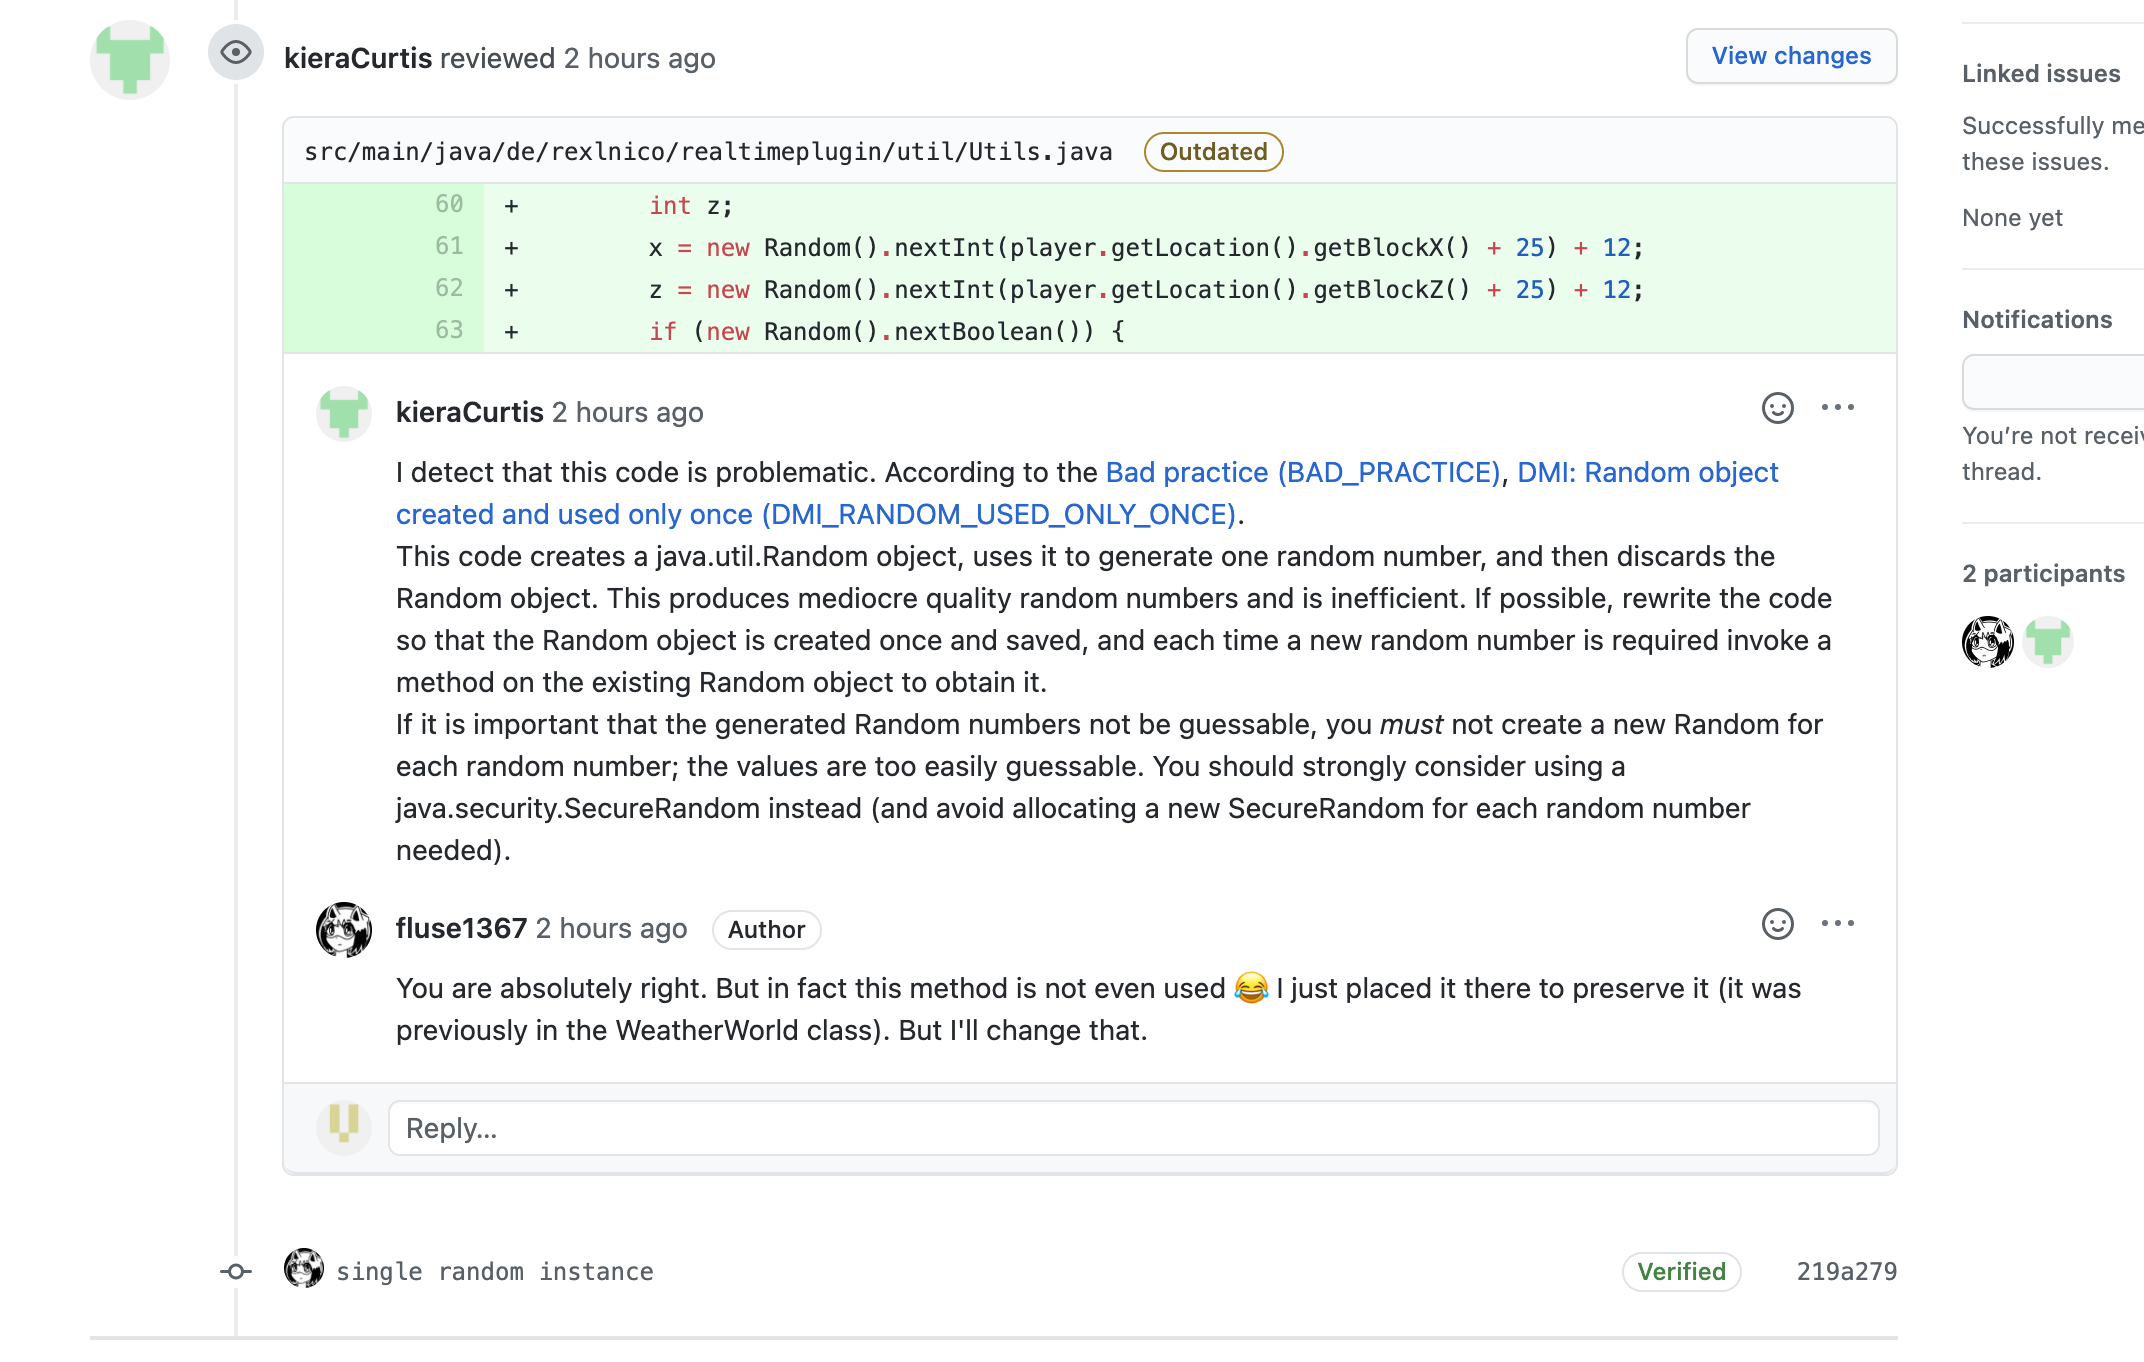 kieraCurtis reviewed 2 hours ago
View changes
src/main/java/de/rexlnico/realtimeplugin/util/Utils.java Outdated
60 + int z;
61 + x = new Random().nextInt(player.getLocation().getBlockX() + 25) + 12;
62 + z = new Random().nextInt(player.getLocation().getBlockZ() + 25) + 12;
63 + if (new Random().nextBoolean()) {
kieraCurtis 2 hours ago
I detect that this code is problematic. According to the Bad practice (BAD_PRACTICE), DMI: Random object
created and used only once (DMI_RANDOM_USED_ONLY_ONCE).
This code creates a java.util.Random object, uses it to generate one random number, and then discards the
Random object. This produces mediocre quality random numbers and is inefficient. If possible, rewrite the code
so that the Random object is created once and saved, and each time a new random number is required invoke a
method on the existing Random object to obtain it.
If it is important that the generated Random numbers not be guessable, you must not create a new Random for
each random number; the values are too easily guessable. You should strongly consider using a
java.security.SecureRandom instead (and avoid allocating a new SecureRandom for each random number
needed).
fluse1367 2 hours ago Author
You are absolutely right. But in fact this method is not even used 😂 I just placed it there to preserve it (it was
previously in the WeatherWorld class). But I'll change that.
Reply...
single random instance Verified 219a279
Linked issues
Successfully me
these issues.
None yet
Notifications
You're not recei
thread.
2 participants